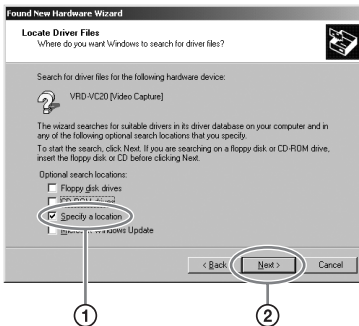 Found New Hardware Wizard
Locate Driver Files
Where do you want Windows to search for driver files?
Search for driver files for the following hardware device:
VRD-VC20 [Video Capture]
The wizard searches for suitable drivers in its driver database on your computer and in
any of the following optional search locations that you specify.
To start the search, click Next. If you are searching on a floppy disk or CD-ROM drive,
insert the floppy disk or CD before clicking Next.
Optional search locations:
Floppy disk drives
CD-ROM drives
Specify a location
Microsoft Windows Update
< Back
Next >
Cancel
1
2